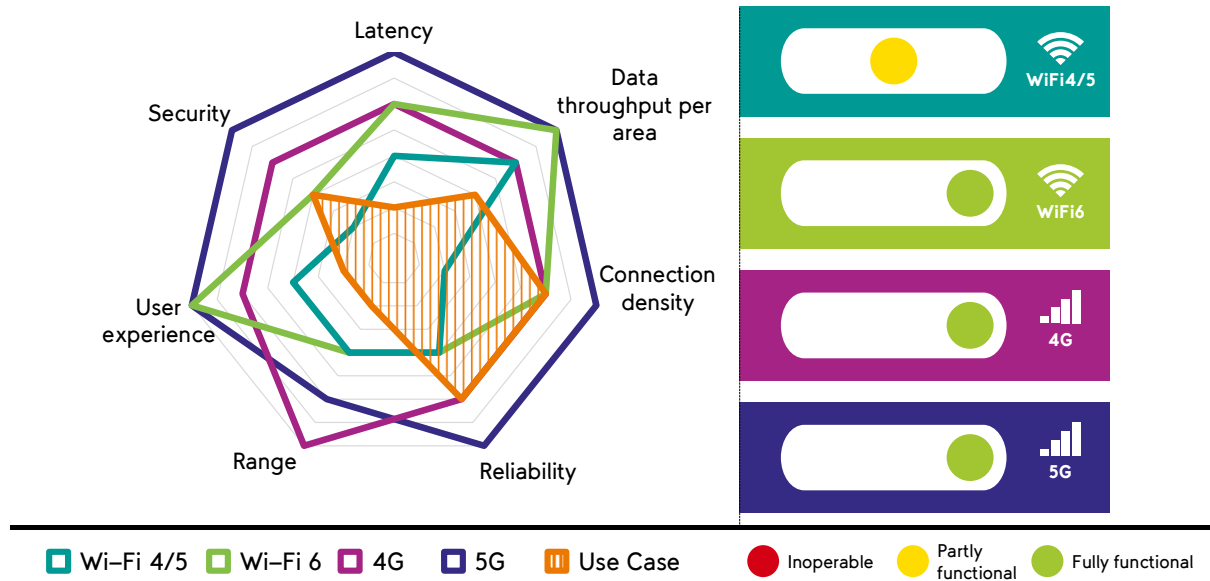 Latency
Data
throughput per
area
Security
Connection
density
User
experience
Range
Reliability
WiFi4/5
WiFi6
4G
5G
Wi–Fi 4/5
Wi–Fi 6
4G
5G
Use Case
Inoperable
Partly
functional
Fully functional